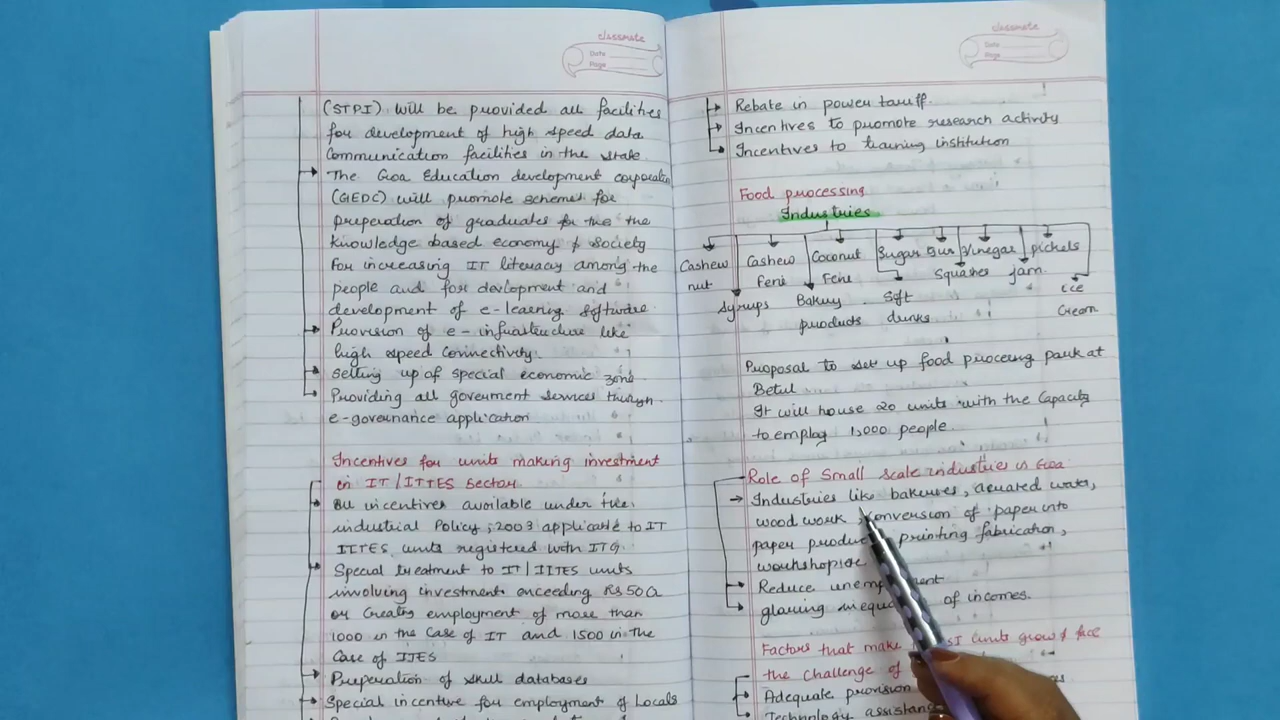 classmate
Date
Page
(STPI) will be provided all facilities
for development of high speed data
Communication facilities in the state
The Goa Education development corporation
(GEDC) will promote schemes for
preperation of graduates for the the
knowledge based economy & society
for increasing IT literacy among the
people and for devlopment and
development of e-learning software
Provision of e-infrastructure like
high speed connectivity.
Setting up of special economic zone
Providing all goverment services through
e-governance application
Incentives for units making investment
in IT/ITES Sector
All incentives available under the
industrial Policy, 2003 applicable to IT
ITES units registered with ITG
Special treatment to IT/ITES units
involving investment exceeding Rs 50 
or Creating employment of more than
1000 in the Case of IT and 1500 in the
Case of ITES
Preperation of skill databases
Special incentive for employment of Locals
classmate
Date
Page
Rebate in power tariff.
Incentives to promote research activity
Incentives to training institution
Food processing
Industries
Cashew nut
Cashew Feni
Coconut Feni
Sugar
Vinegar
pickels
Syrups
Bakery products
Soft drinks
Squashes
jam
Ice Cream
Proposal to set up food processing park at
Betul
It will house 20 units with the Capacity
to employ 1,000 people.
Role of Small scale industries in Goa
Industries like bakeries, aerated water,
wood work Conversion of paper into
paper printing fabrication,
Reduce
glaring of incomes.
Factors that make units grow & face
the challenge of
Adequate provision
Technology